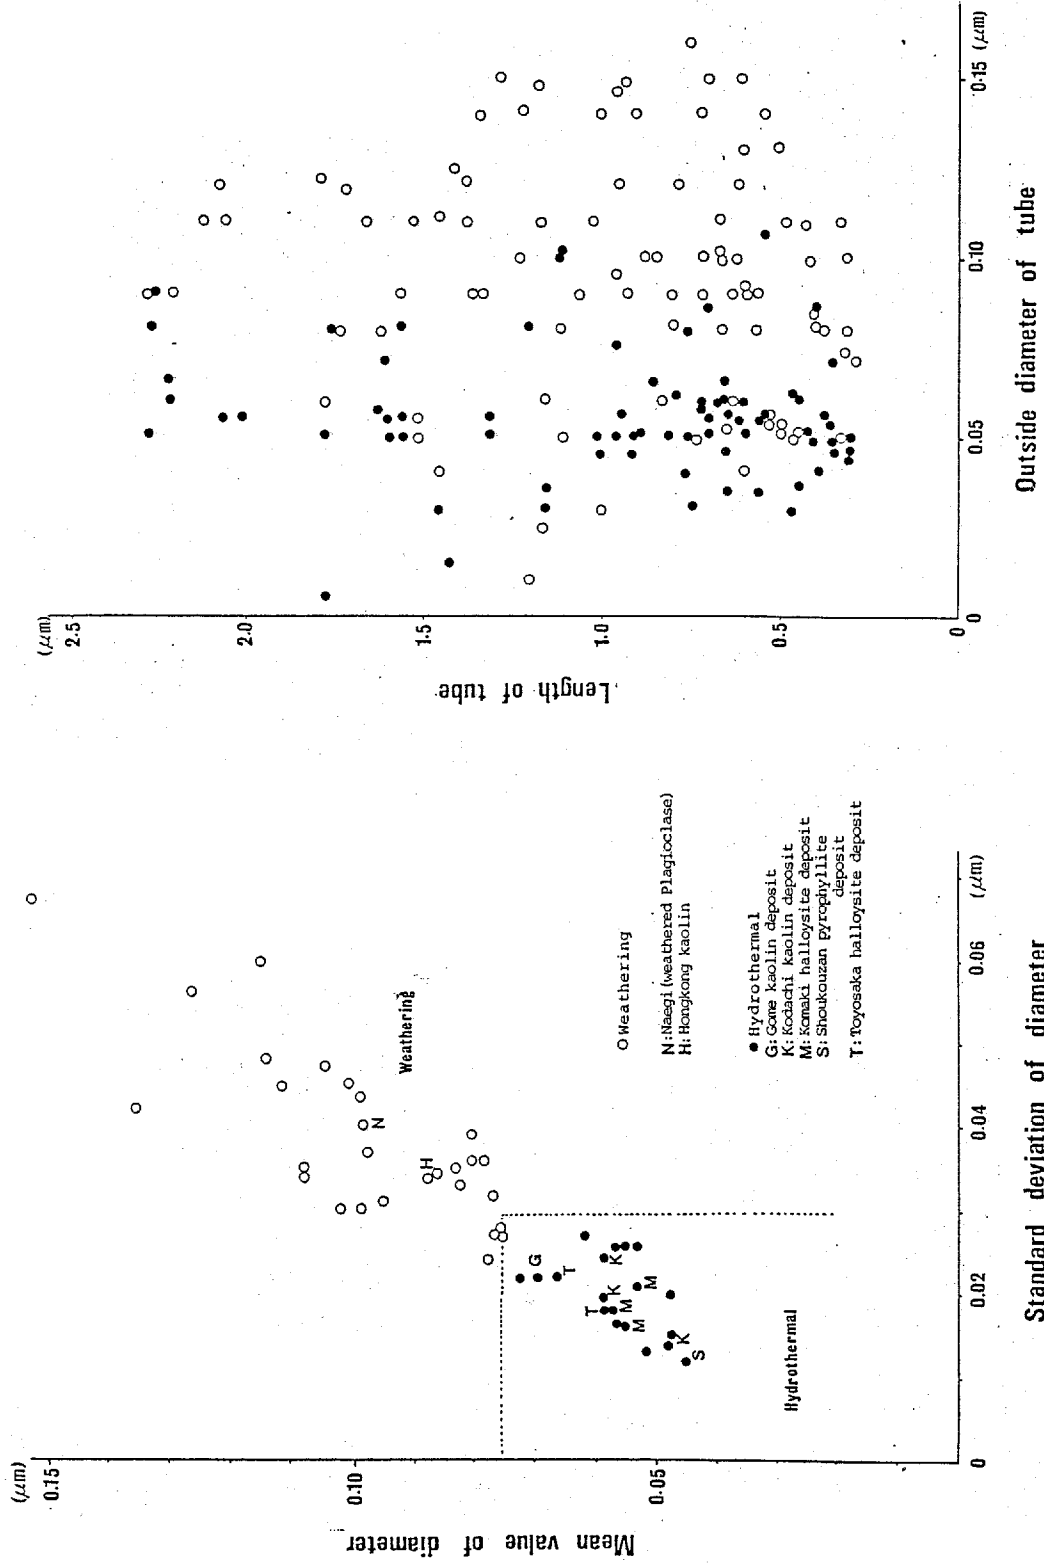 (μm)
0.15
0.10
0.05
Mean value of diameter
0
0.02
0.04
0.06
(μm)
Standard deviation of diameter
Weathering
N
H
G
T
K
T
K
M
M
M
K
S
Hydrothermal
○ Weathering
N: Naegi (weathered Plagioclase)
H: Hongkong kaolin
● Hydrothermal
G: Gome kaolin deposit
K: Kodachi kaolin deposit
M: Komaki halloysite deposit
S: Shoukouzan pyrophyllite
deposit
T: Toyosaka halloysite deposit
(μm)
2.5
2.0
1.5
1.0
0.5
0
Length of tube
0
0.05
0.10
0.15 (μm)
Outside diameter of tube